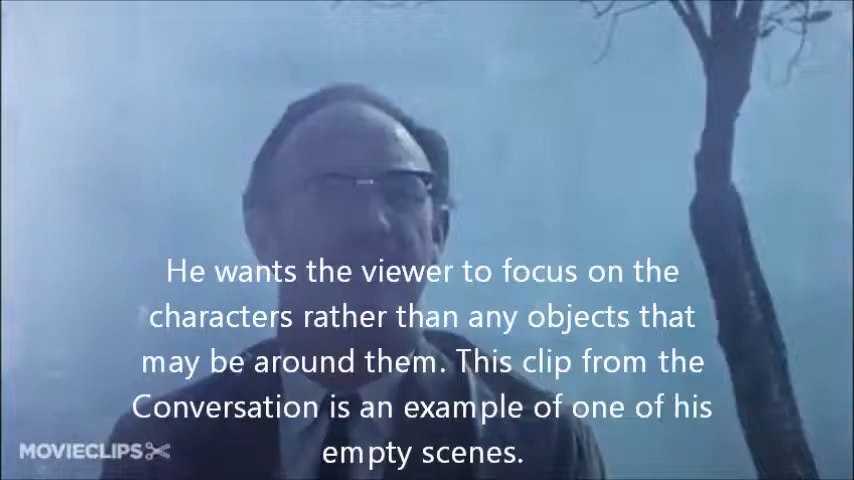 He wants the viewer to focus on the
characters rather than any objects that
may be around them. This clip from the
Conversation is an example of one of his
empty scenes.
MOVIECLIPS